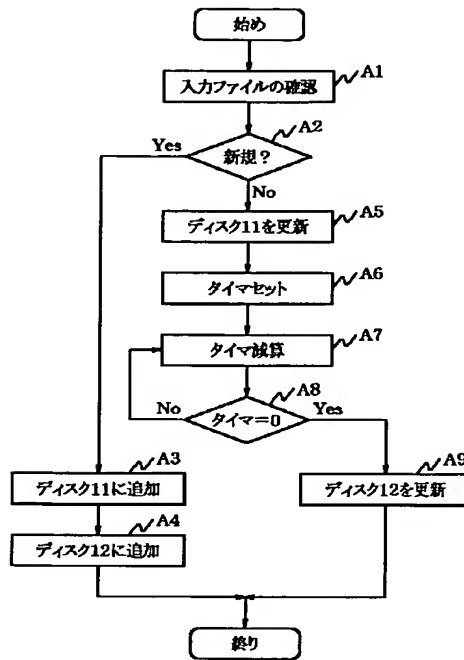 始め
入力ファイルの確認
A1
新規?
A2
Yes
No
ディスク11を更新
A5
タイマセット
A6
タイマ減算
A7
タイマ=0
A8
No
Yes
ディスク11に追加
A3
ディスク12に追加
A4
ディスク12を更新
A9
終り